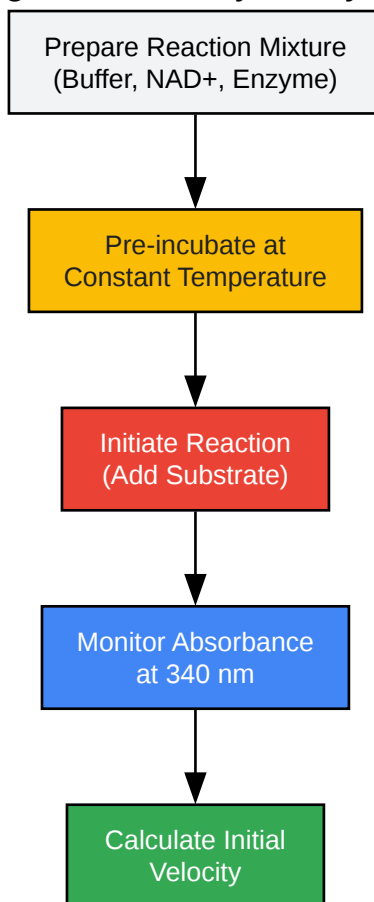 Prepare Reaction Mixture
(Buffer, NAD+, Enzyme)
Pre-incubate at
Constant Temperature
Initiate Reaction
(Add Substrate)
Monitor Absorbance
at 340 nm
Calculate Initial
Velocity